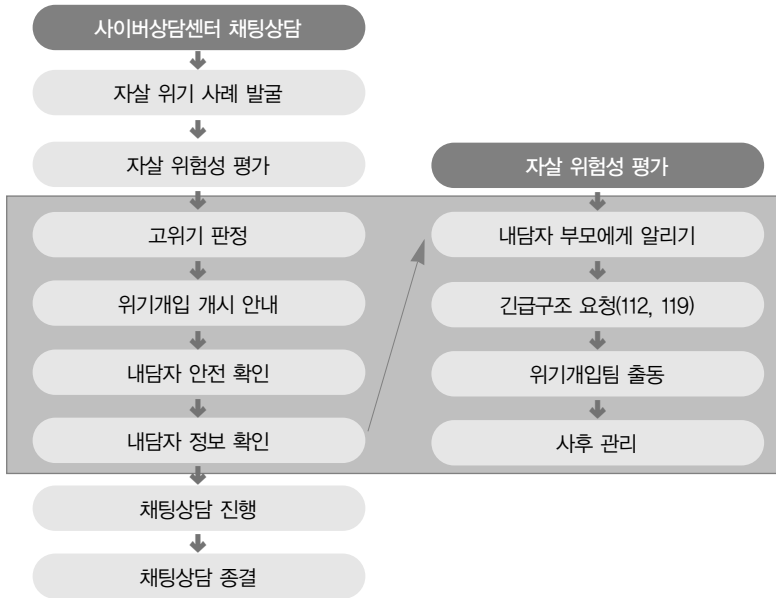 사이버상담센터 채팅상담
자살 위기 사례 발굴
자살 위험성 평가
고위기 판정
위기개입 개시 안내
내담자 안전 확인
내담자 정보 확인
채팅상담 진행
채팅상담 종결
자살 위험성 평가
내담자 부모에게 알리기
긴급구조 요청(112, 119)
위기개입팀 출동
사후 관리